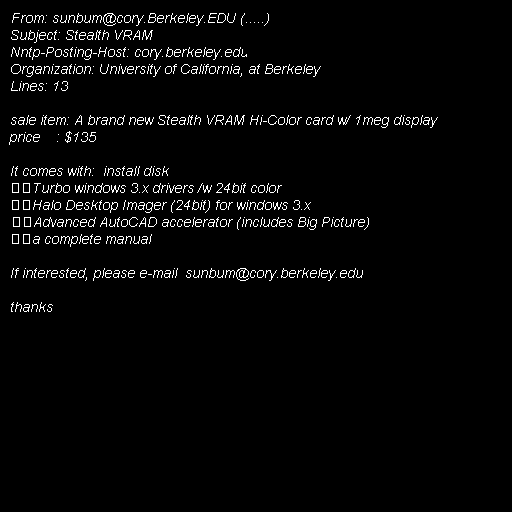 From: sunbum@cory.Berkeley.EDU (.....)
Subject: Stealth VRAM
Nntp-Posting-Host: cory.berkeley.edu
Organization: University of California, at Berkeley
Lines: 13

sale item: A brand new Stealth VRAM Hi-Color card w/ 1meg display
price    : $135

It comes with:  install disk
□□Turbo windows 3.x drivers /w 24bit color
□□Halo Desktop Imager (24bit) for windows 3.x
□□Advanced AutoCAD accelerator (includes Big Picture)
□□a complete manual

If interested, please e-mail  sunbum@cory.berkeley.edu

thanks